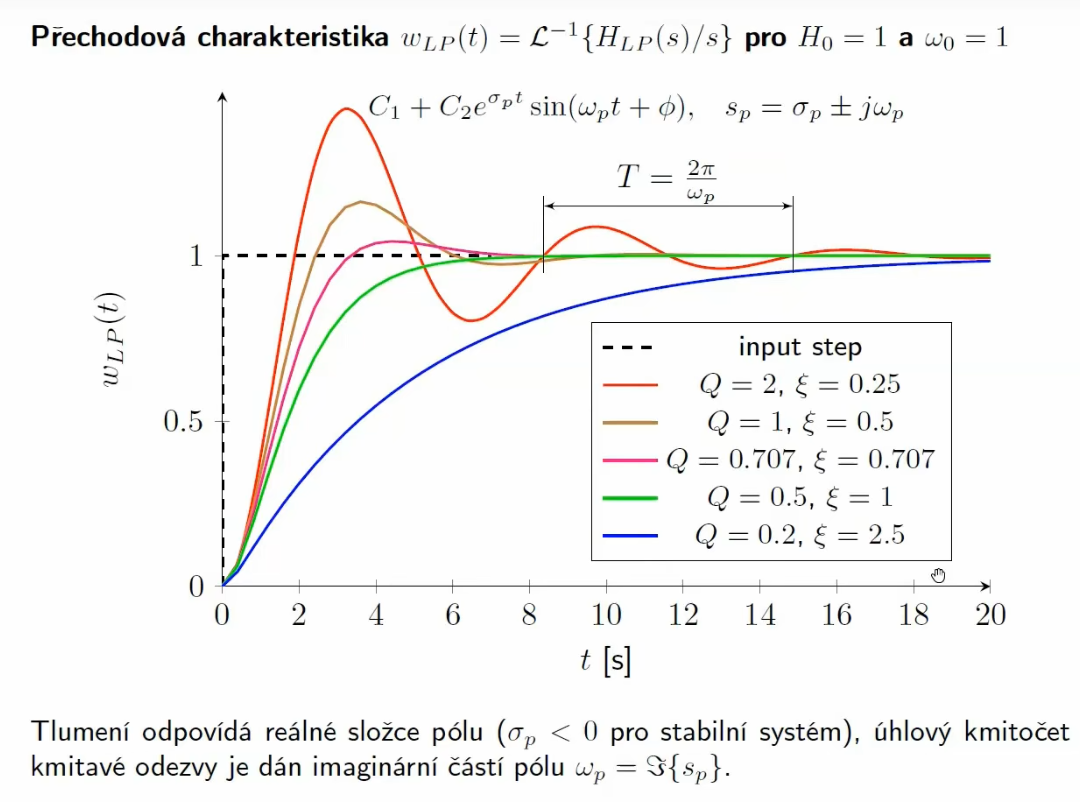 Přechodová charakteristika w_{LP}(t) = ℒ^{-1}{H_{LP}(s)/s} pro H_0 = 1 a ω_0 = 1
C_1 + C_2e^{σ_p t} sin(ω_p t + ϕ), s_p = σ_p ± jω_p
T = \frac{2π}{ω_p}
1
w_{LP}(t)
0.5
0
input step
Q = 2, ξ = 0.25
Q = 1, ξ = 0.5
Q = 0.707, ξ = 0.707
Q = 0.5, ξ = 1
Q = 0.2, ξ = 2.5
0 2 4 6 8 10 12 14 16 18 20
t [s]
Tlumení odpovídá reálné složce pólu (σ_p < 0 pro stabilní systém), úhlový kmitočet
kmitavé odezvy je dán imaginární částí pólu ω_p = ℑ{s_p}.